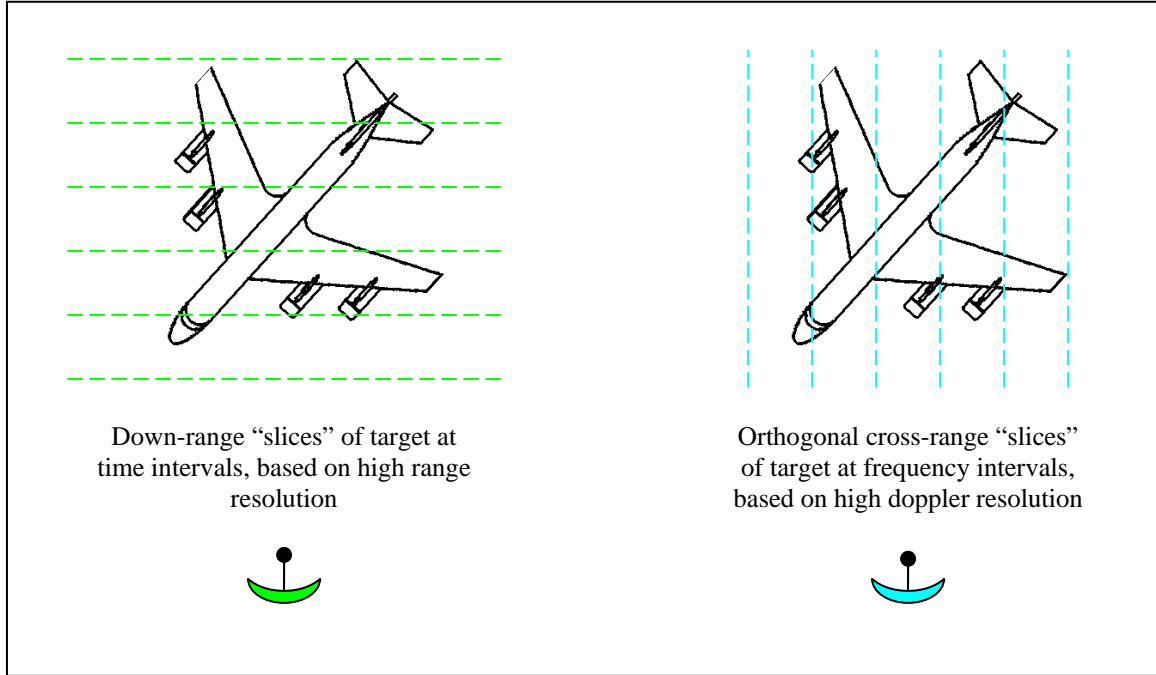 Down-range “slices” of target at
time intervals, based on high range
resolution
Orthogonal cross-range “slices”
of target at frequency intervals,
based on high doppler resolution